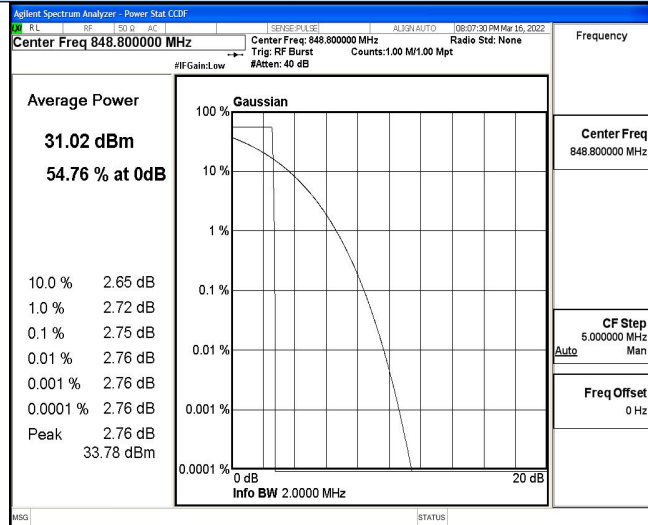 Agilent Spectrum Analyzer - Power Stat CCDF
RL RF 50 Ω AC SENSE:PULSE ALIGN AUTO 08:07:30 PM Mar 16, 2022
Center Freq 848.800000 MHz
Center Freq: 848.800000 MHz Radio Std: None
Trig: RF Burst Counts:1.00 M/1.00 Mpt
#IFGain:Low #Atten: 40 dB
Frequency
Average Power
31.02 dBm
54.76 % at 0dB
10.0 % 2.65 dB
1.0 % 2.72 dB
0.1 % 2.75 dB
0.01 % 2.76 dB
0.001 % 2.76 dB
0.0001 % 2.76 dB
Peak 2.76 dB
33.78 dBm
Gaussian
100 %
10 %
1 %
0.1 %
0.01 %
0.001 %
0.0001 %
0 dB 20 dB
Info BW 2.0000 MHz
Center Freq
848.800000 MHz
CF Step
5.000000 MHz
Auto Man
Freq Offset
0 Hz
MSG STATUS